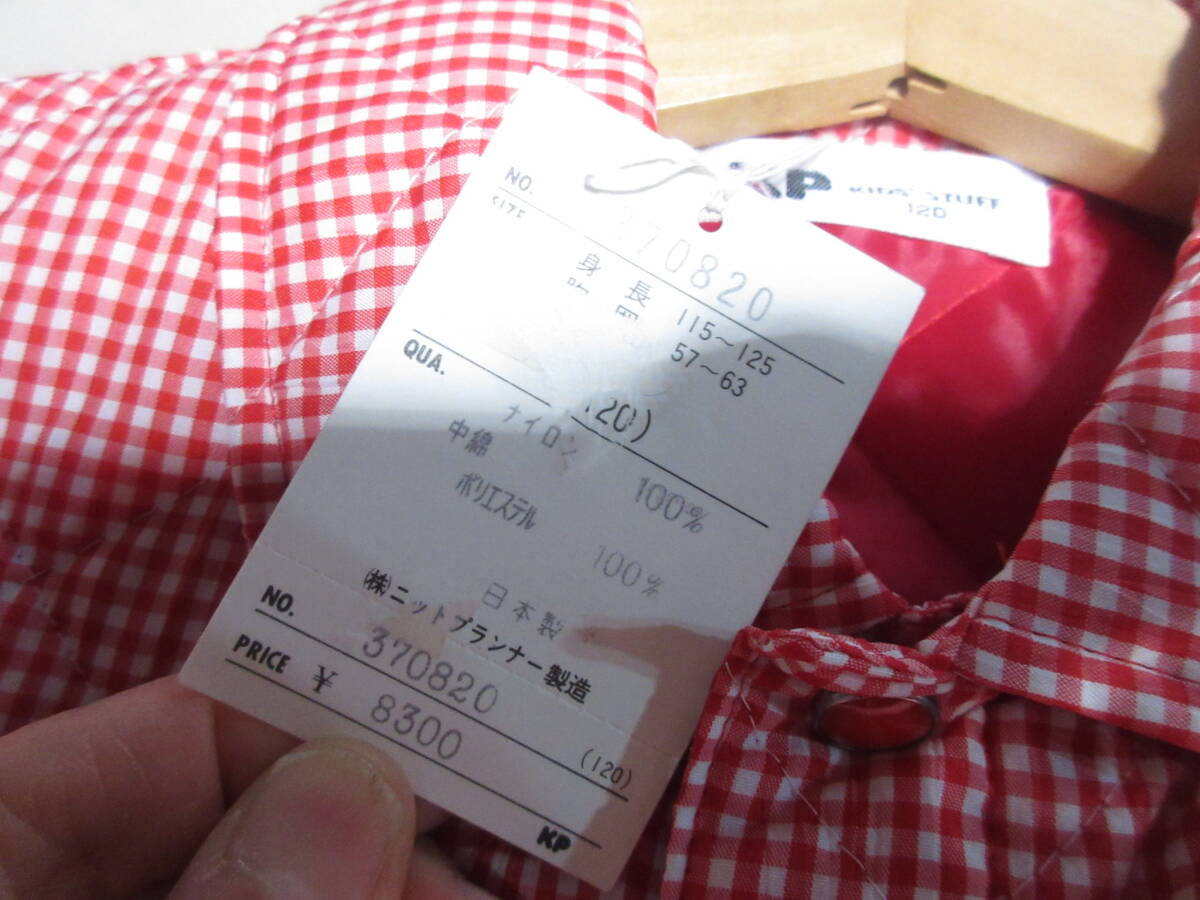 KP KIDS' STUFF
120
NO. 370820
身長 115~125
57~63
(120)
QUA.
ナイロン 100%
中綿
ポリエステル 100%
日本製
(株)ニットプランナー製造
NO. 370820 (120)
PRICE ¥ 8300
KP